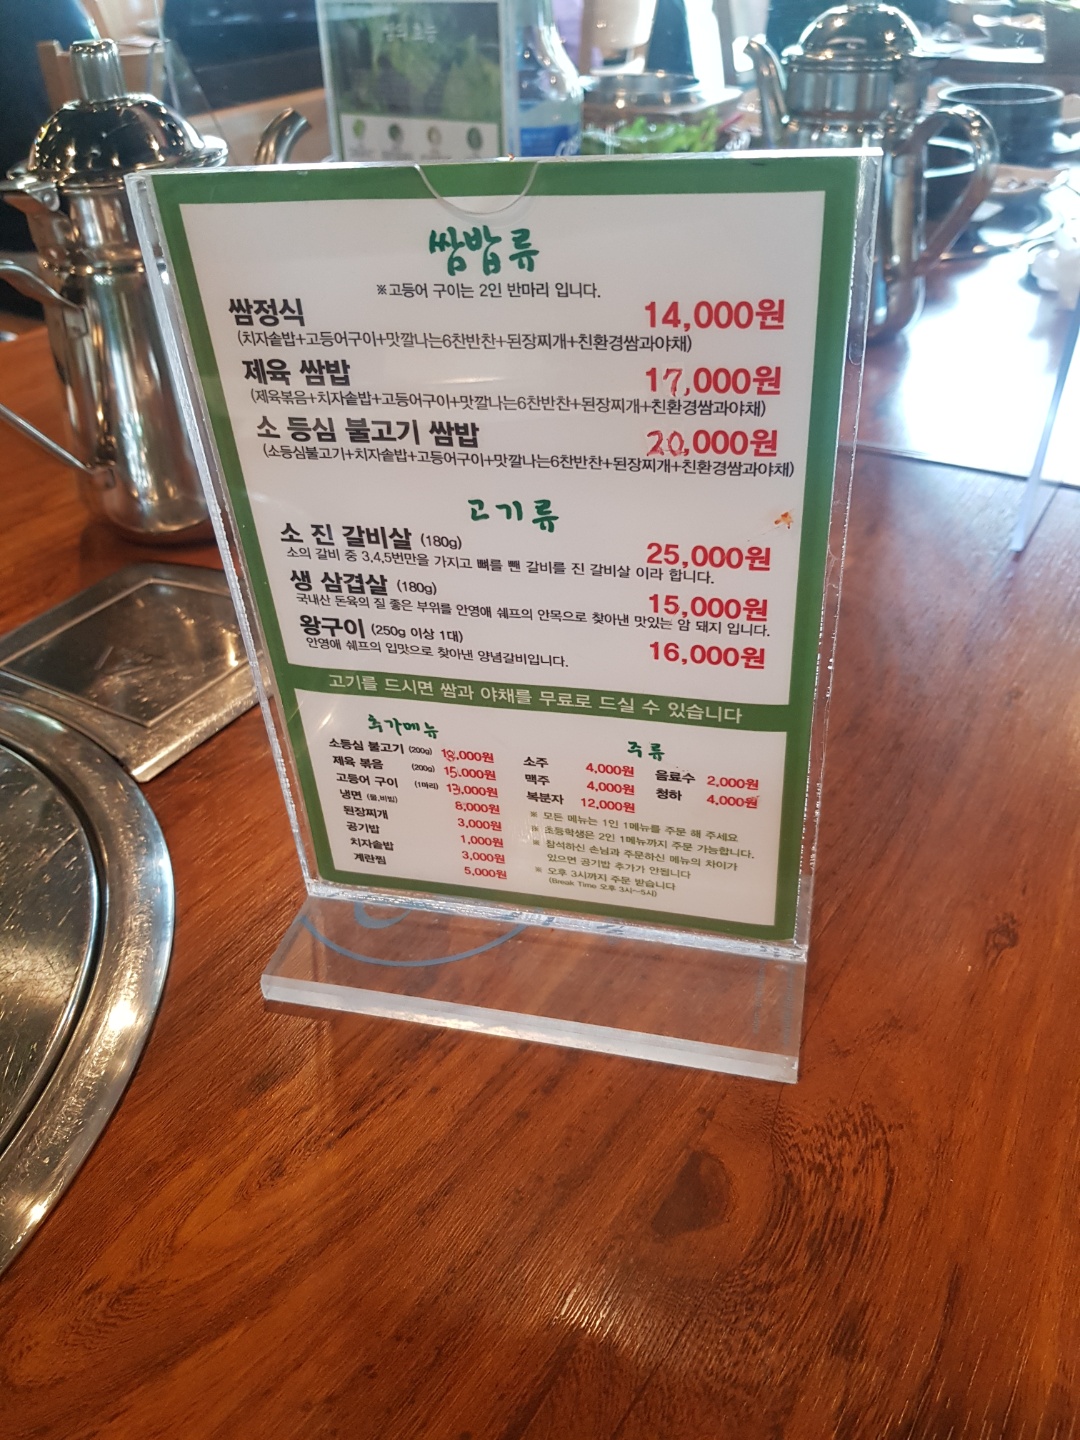 쌈밥류
※고등어 구이는 2인 반마리 입니다.
쌈정식 14,000원
(치자솥밥+고등어구이+맛깔나는6찬반찬+된장찌개+친환경쌈과야채)
제육 쌈밥 17,000원
(제육볶음+치자솥밥+고등어구이+맛깔나는6찬반찬+된장찌개+친환경쌈과야채)
소 등심 불고기 쌈밥 20,000원
(소등심불고기+치자솥밥+고등어구이+맛깔나는6찬반찬+된장찌개+친환경쌈과야채)
고기류
소 진 갈비살 (180g) 25,000원
소의 갈비 중 3,4,5번만을 가지고 뼈를 뺀 갈비를 진 갈비살 이라 합니다.
생 삼겹살 (180g) 15,000원
국내산 돈육의 질 좋은 부위를 안영애 쉐프의 안목으로 찾아낸 맛있는 암 돼지 입니다.
왕구이 (250g 이상 1대) 16,000원
안영애 쉐프의 입맛으로 찾아낸 양념갈비입니다.
고기를 드시면 쌈과 야채를 무료로 드실 수 있습니다
추가메뉴
소등심 불고기 (200g) 18,000원
제육 볶음 (200g) 15,000원
고등어 구이 (1마리) 13,000원
냉면 (물,비빔) 8,000원
된장찌개 3,000원
공기밥 1,000원
치자솥밥 3,000원
계란찜 5,000원
주류
소주 4,000원 음료수 2,000원
맥주 4,000원 청하 4,000원
복분자 12,000원
※ 모든 메뉴는 1인 1메뉴를 주문 해 주세요
※ 초등학생은 2인 1메뉴까지 주문 가능합니다.
※ 참석하신 손님과 주문하신 메뉴의 차이가
있으면 공기밥 추가가 안됩니다
※ 오후 3시까지 주문 받습니다
(Break Time 오후 3시~5시)